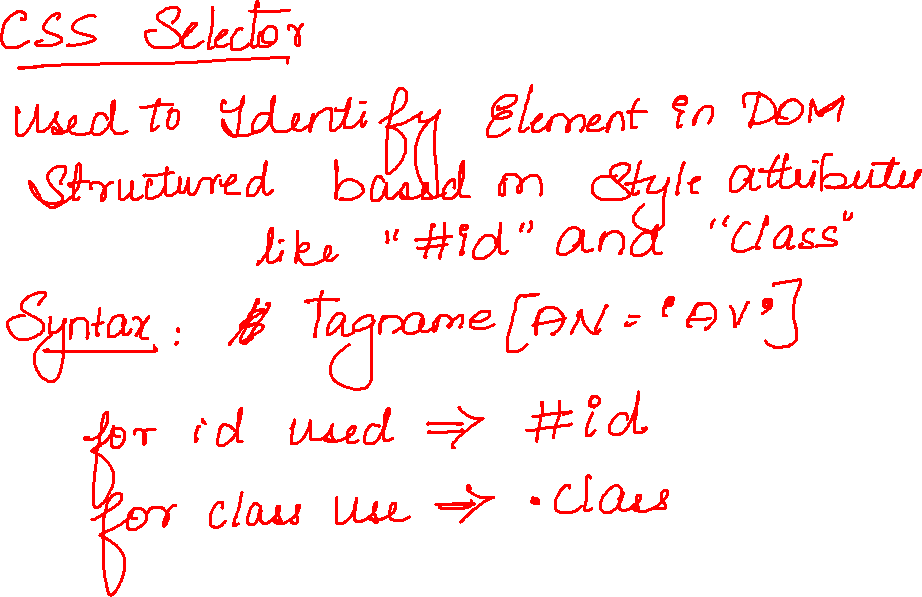 CSS Selector
Used to Identify Element in DOM
Structured based on Style attribute
like "#id" and "Class"
Syntax : Tagname [AN = 'AV']
for id used ⇒ #id
for class use ⇒ .Class